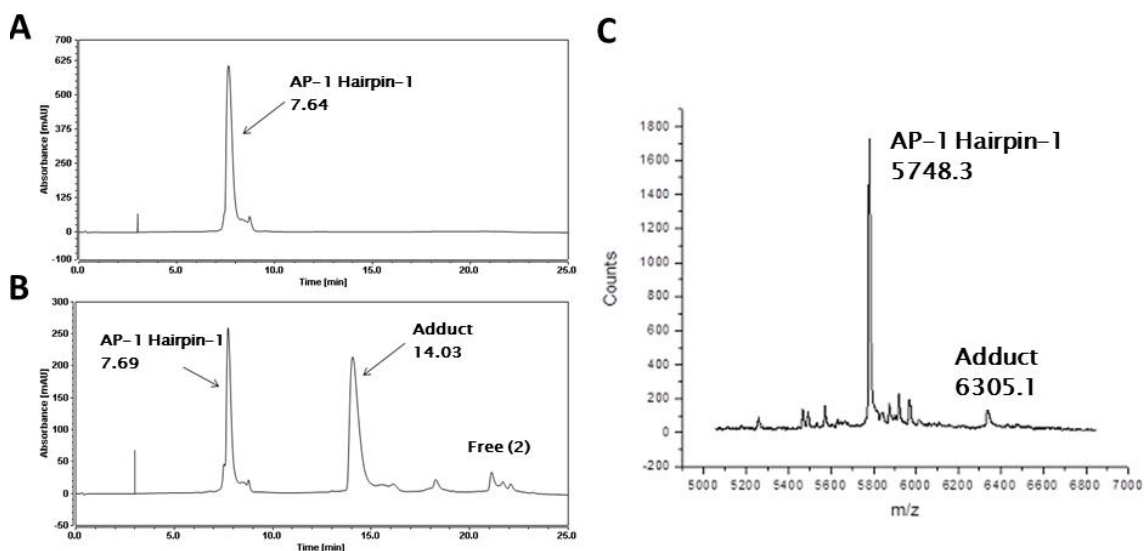 A
Absorbance [mAU]
700
625
500
375
250
125
0
-100
AP-1 Hairpin-1
7.64
0.0 5.0 10.0 15.0 20.0 25.0
Time [min]
B
Absorbance [mAU]
300
250
200
150
100
50
0
-50
AP-1 Hairpin-1
7.69
Adduct
14.03
Free (2)
0.0 5.0 10.0 15.0 20.0 25.0
Time [min]
C
Counts
1800
1600
1400
1200
1000
800
600
400
200
0
-200
AP-1 Hairpin-1
5748.3
Adduct
6305.1
5000 5200 5400 5600 5800 6000 6200 6400 6600 6800 7000
m/z